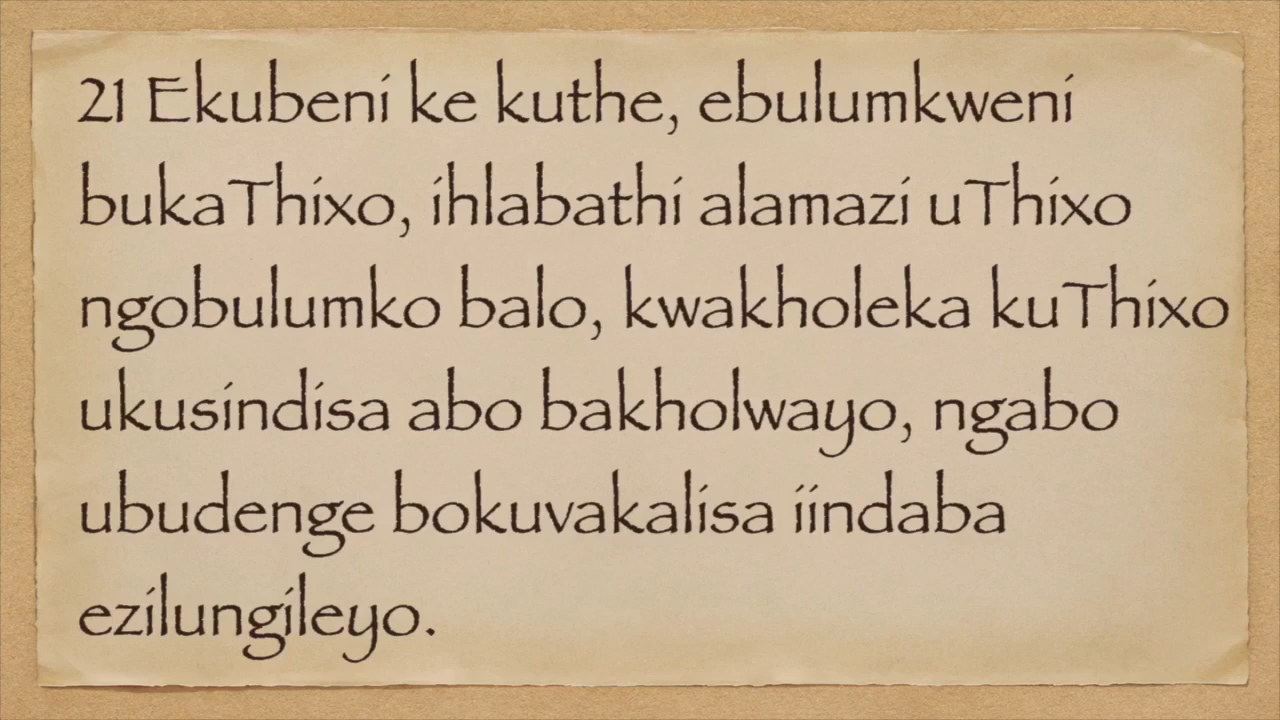 21 Ekubeni ke kuthe, ebulumkweni
bukaThixo, ihlabathi alamazi uThixo
ngobulumko balo, kwakholeka kuThixo
ukusindisa abo bakholwayo, ngabo
ubudenge bokuvakalisa iindaba
ezilungileyo.